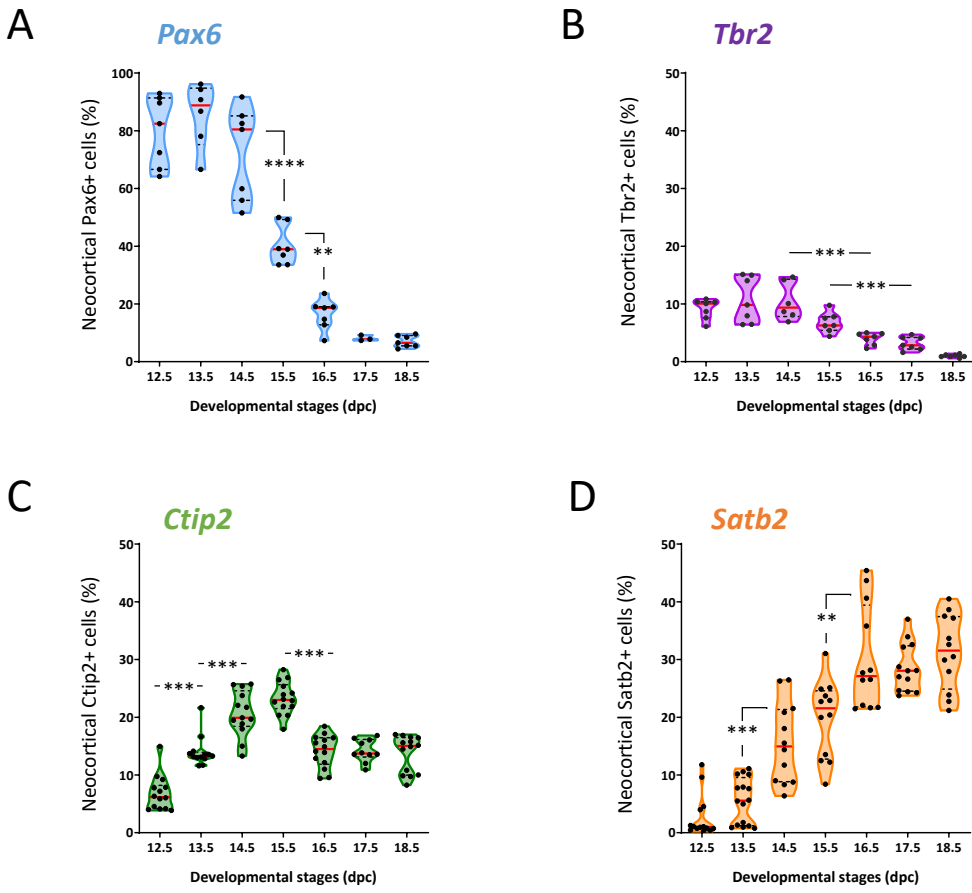 A
Pax6
Neocortical Pax6+ cells (%)
100
80
60
40
20
0
****
**
12.5 13.5 14.5 15.5 16.5 17.5 18.5
Developmental stages (dpc)
B
Tbr2
Neocortical Tbr2+ cells (%)
50
40
30
20
10
0
***
***
12.5 13.5 14.5 15.5 16.5 17.5 18.5
Developmental stages (dpc)
C
Ctip2
Neocortical Ctip2+ cells (%)
50
40
30
20
10
0
***
***
***
12.5 13.5 14.5 15.5 16.5 17.5 18.5
Developmental stages (dpc)
D
Satb2
Neocortical Satb2+ cells (%)
50
40
30
20
10
0
***
**
12.5 13.5 14.5 15.5 16.5 17.5 18.5
Developmental stages (dpc)